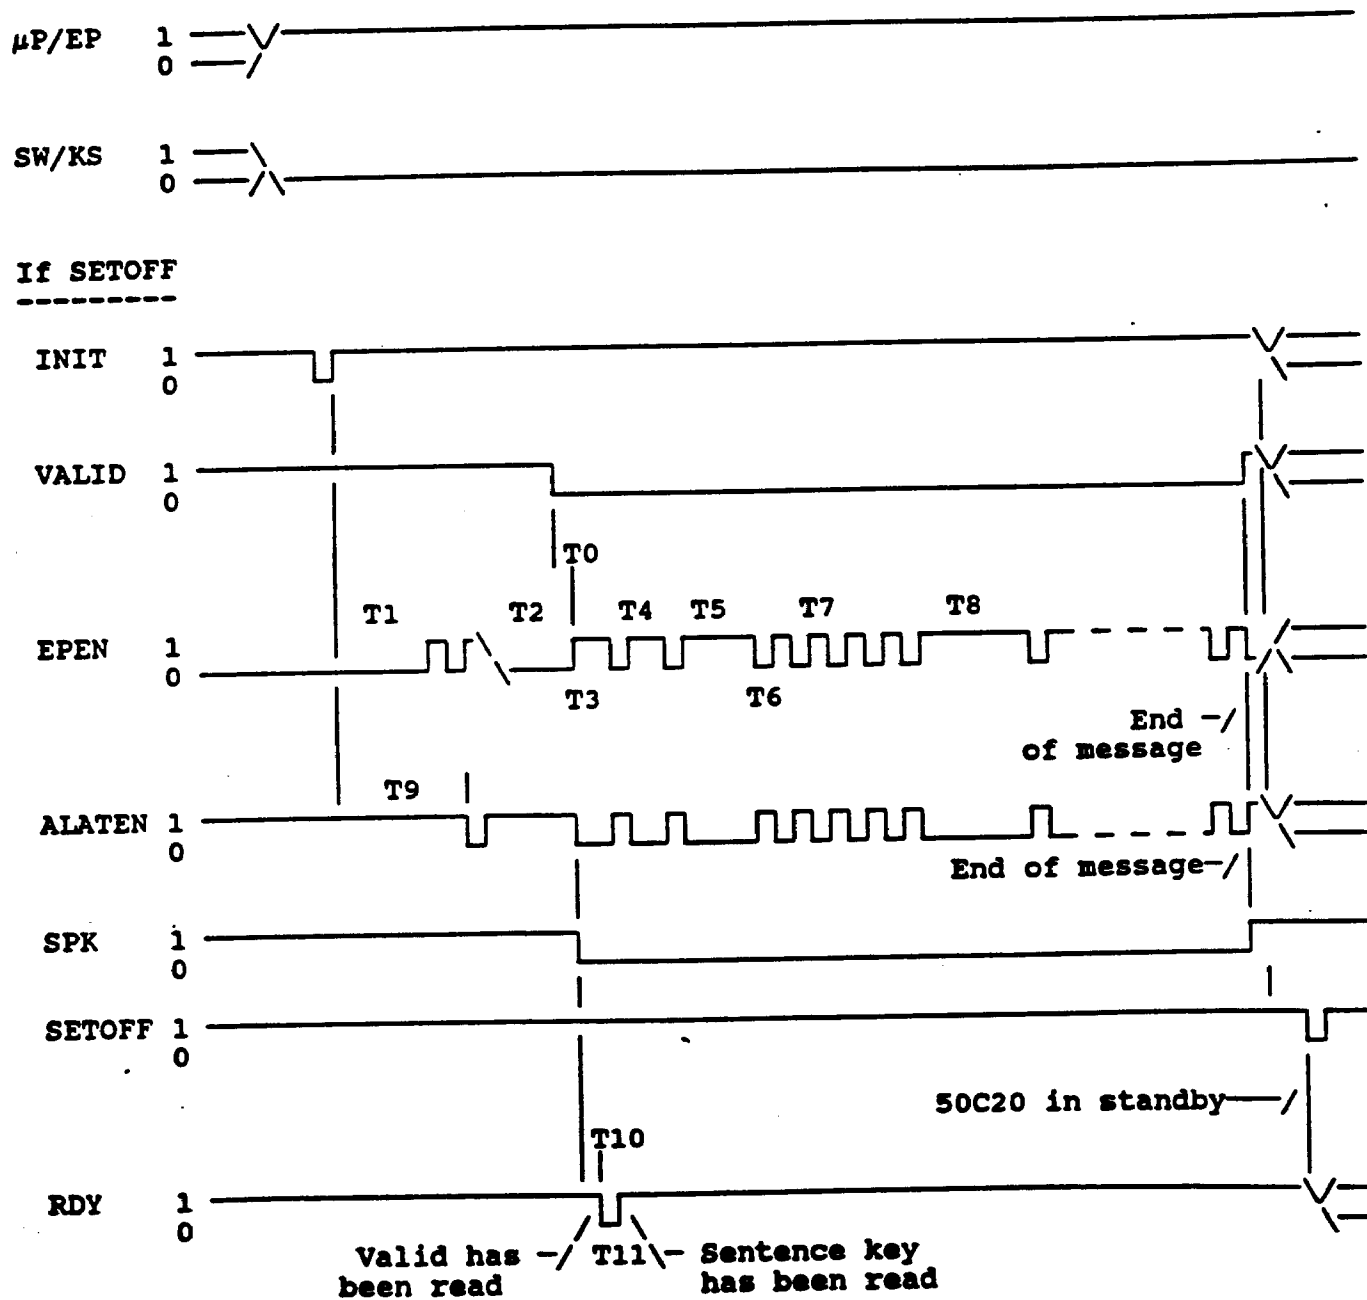 μP/EP 1
0
SW/KS 1
0
If SETOFF
---------
INIT 1
0
VALID 1
0
T0
T1 T2 T4 T5 T7 T8
EPEN 1
0
T3 T6
End
of message
T9
ALATEN 1
0
End of message
SPK 1
0
SETOFF 1
0
50C20 in standby
T10
RDY 1
0
Valid has T11 Sentence key
been read has been read